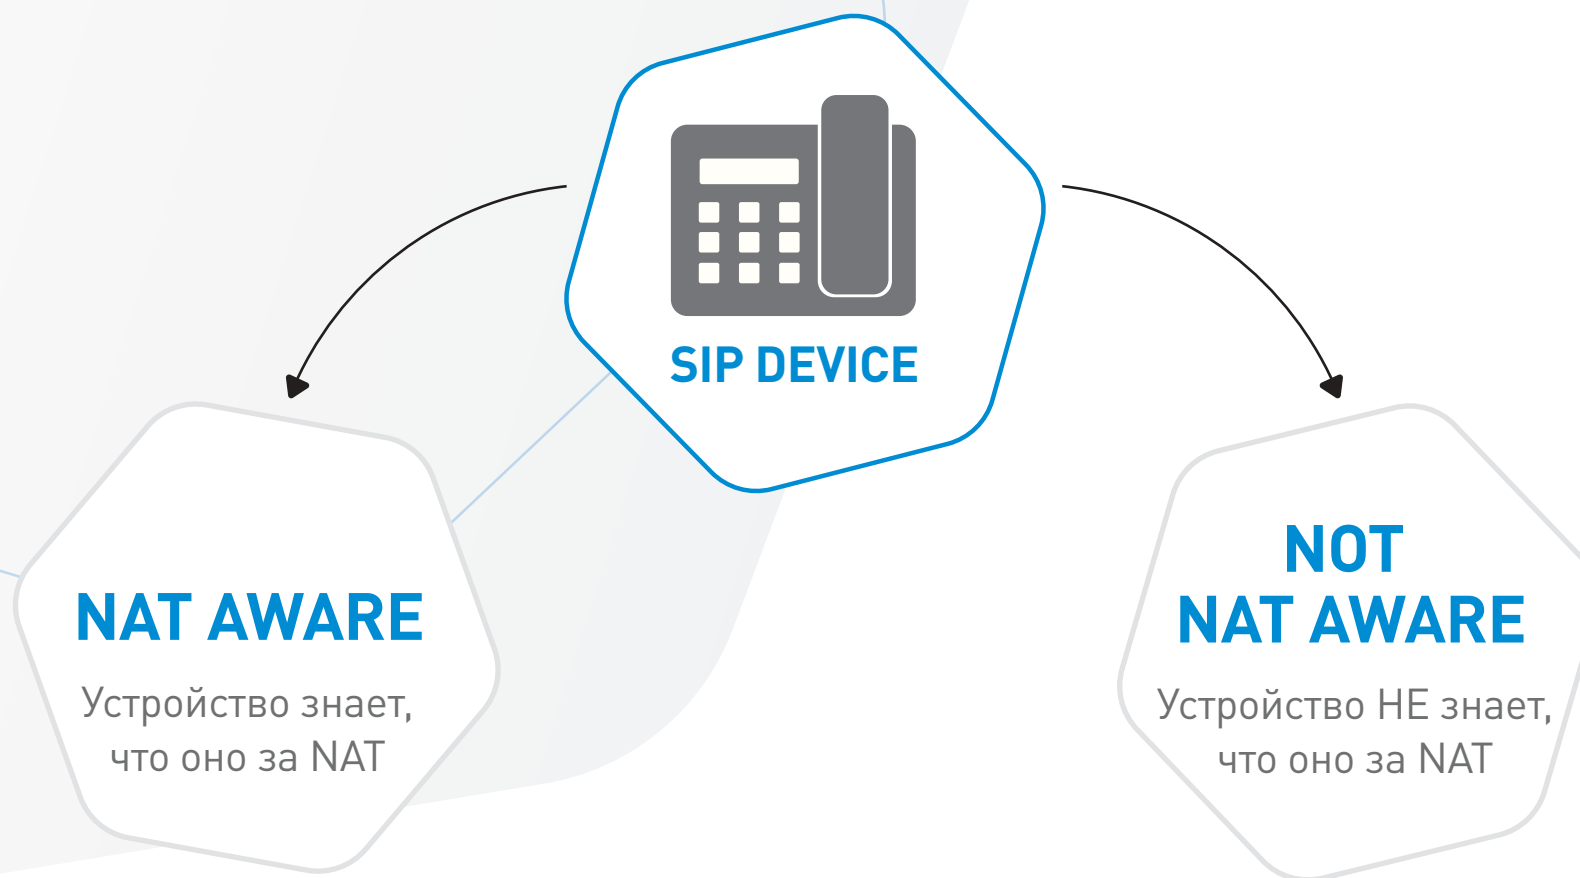 SIP DEVICE
NAT AWARE
Устройство знает,
что оно за NAT
NOT
NAT AWARE
Устройство НЕ знает,
что оно за NAT